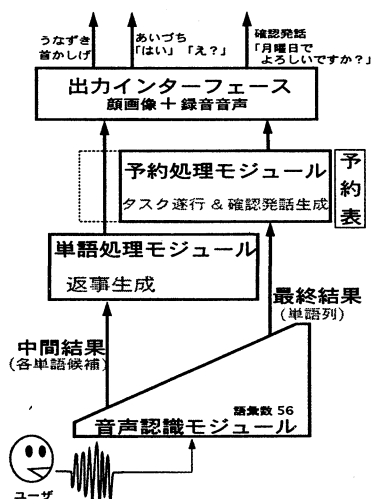 うなずき
首かしげ
あいづち
「はい」「え?」
確認発話
「月曜日で
よろしいですか?」
出力インターフェース
顔画像+録音音声
予約処理モジュール
タスク遂行 & 確認発話生成
予約表
単語処理モジュール
返事生成
最終結果
(単語列)
中間結果
(各単語候補)
語彙数 56
音声認識モジュール
ユーザ